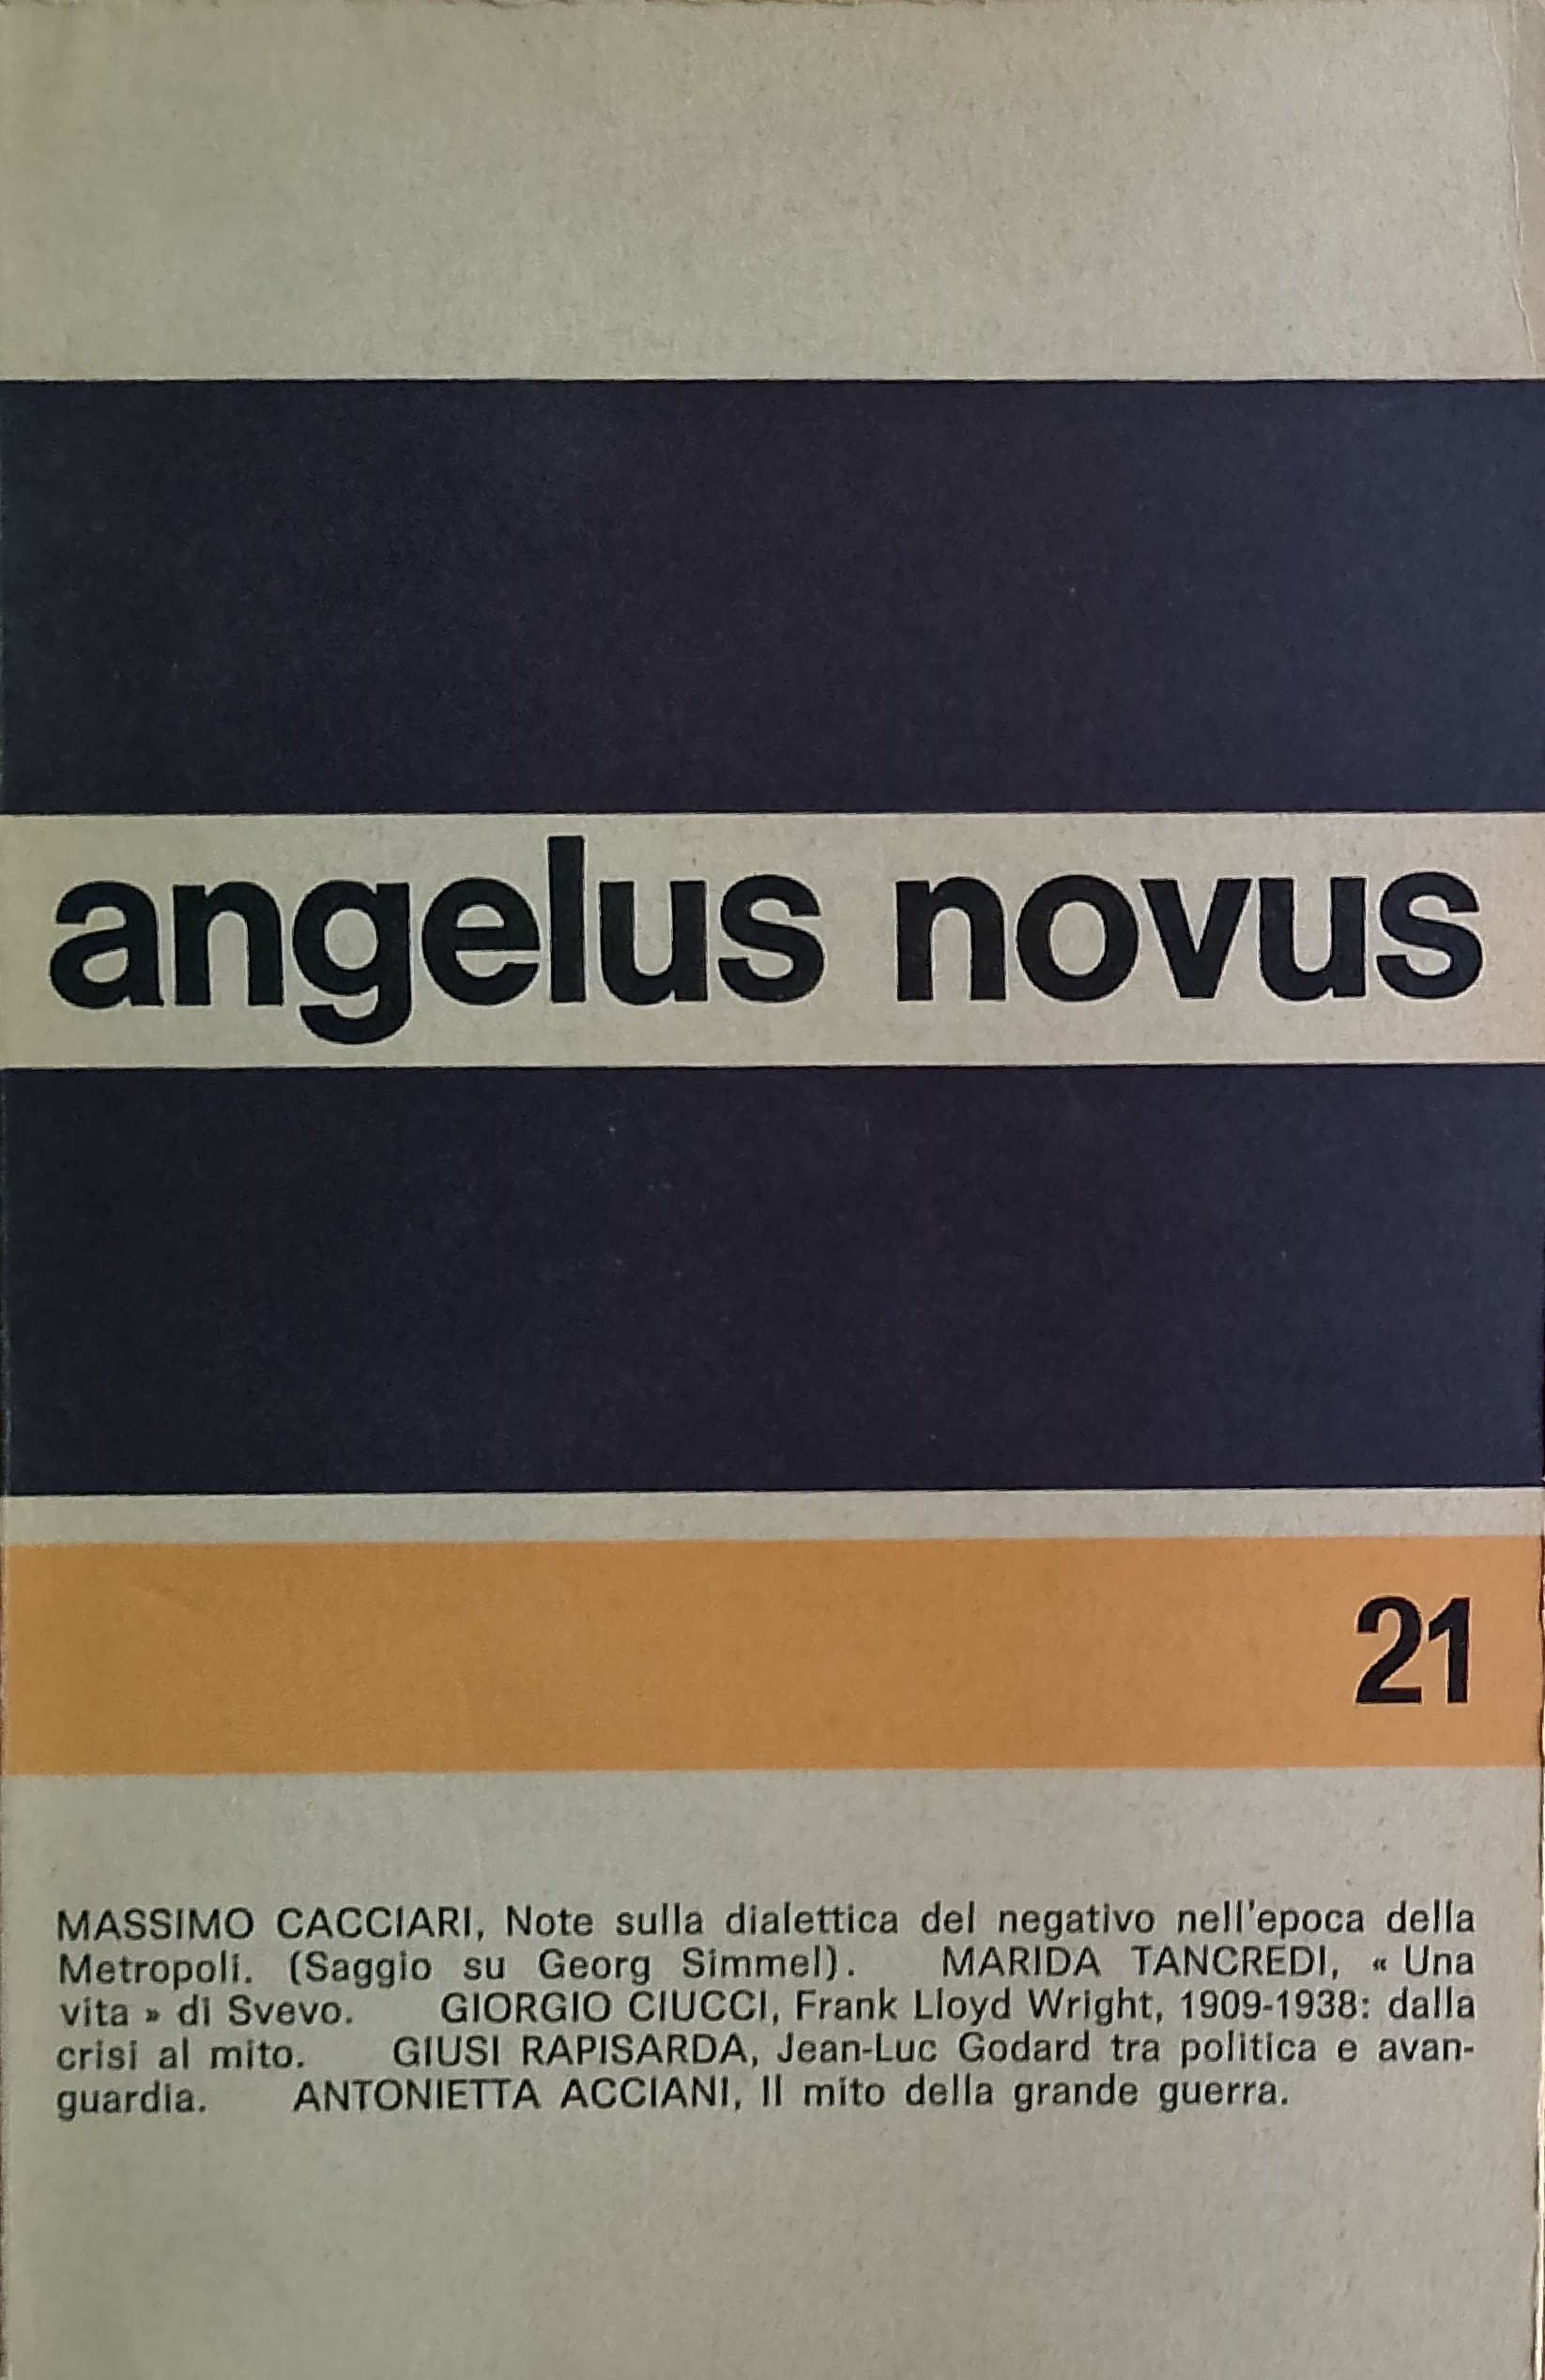 angelus novus
21
MASSIMO CACCIARI, Note sulla dialettica del negativo nell'epoca della
Metropoli. (Saggio su Georg Simmel). MARIDA TANCREDI, « Una
vita » di Svevo. GIORGIO CIUCCI, Frank Lloyd Wright, 1909-1938: dalla
crisi al mito. GIUSI RAPISARDA, Jean-Luc Godard tra politica e avan-
guardia. ANTONIETTA ACCIANI, Il mito della grande guerra.